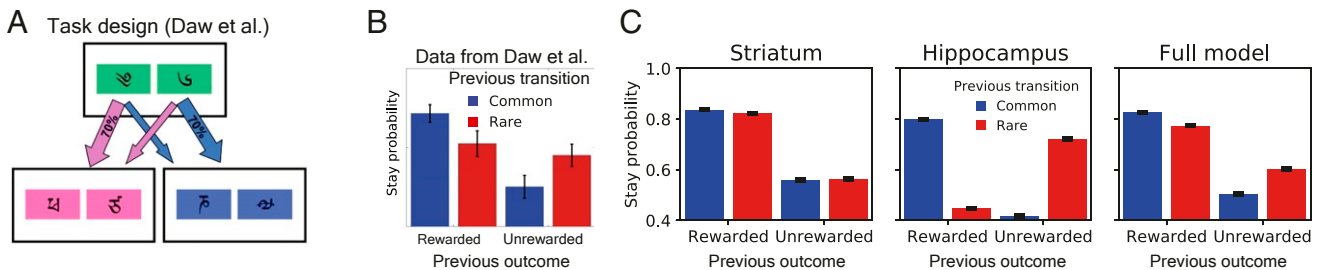 A
Task design (Daw et al.)
70%
70%
B
Data from Daw et al.
Previous transition
Common
Rare
Stay probability
Rewarded Unrewarded
Previous outcome
C
Striatum
Stay probability
1.0
0.8
0.6
0.4
Rewarded Unrewarded
Previous outcome
Hippocampus
Previous transition
Common
Rare
Rewarded Unrewarded
Previous outcome
Full model
Rewarded Unrewarded
Previous outcome